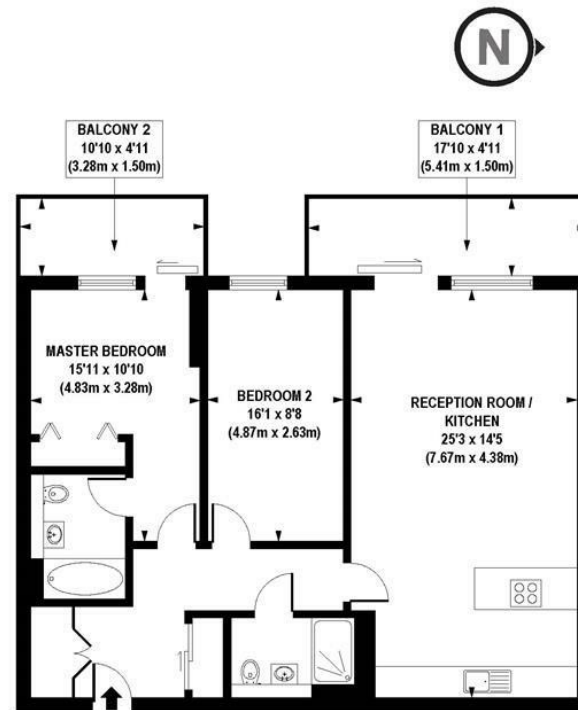 N
BALCONY 2
10'10 x 4'11
(3.28m x 1.50m)
BALCONY 1
17'10 x 4'11
(5.41m x 1.50m)
MASTER BEDROOM
15'11 x 10'10
(4.83m x 3.28m)
BEDROOM 2
16'1 x 8'8
(4.87m x 2.63m)
RECEPTION ROOM /
KITCHEN
25'3 x 14'5
(7.67m x 4.38m)